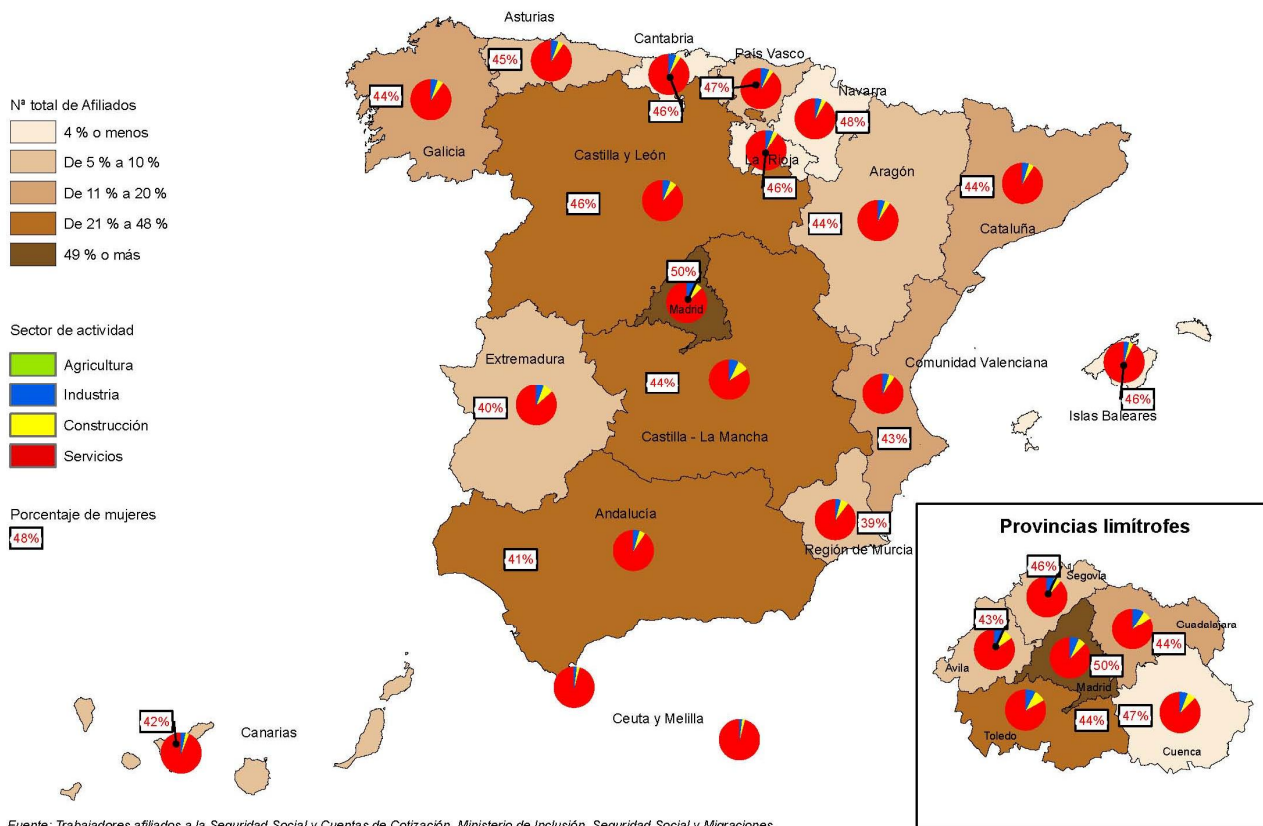 Asturias
Cantabria
País Vasco
45%
47%
Navarra
44%
46%
48%
Nª total de Afiliados
4 % o menos
De 5 % a 10 %
De 11 % a 20 %
De 21 % a 48 %
49 % o más
Galicia
Castilla y León
La Rioja
Aragón
46%
46%
44%
44%
Cataluña
50%
Madrid
Sector de actividad
Agricultura
Industria
Construcción
Servicios
Extremadura
Comunidad Valenciana
44%
40%
46%
Islas Baleares
Castilla - La Mancha
43%
Porcentaje de mujeres
48%
Andalucía
39%
Región de Murcia
41%
Provincias limítrofes
46%
Segovia
43%
Guadalajara
44%
Avila
50%
Madrid
44%
47%
Toledo
Cuenca
42%
Canarias
Ceuta y Melilla
Fuente: Trabajadores afiliados a la Seguridad Social y Cuentas de Cotización. Ministerio de Inclusión, Seguridad Social y Migraciones